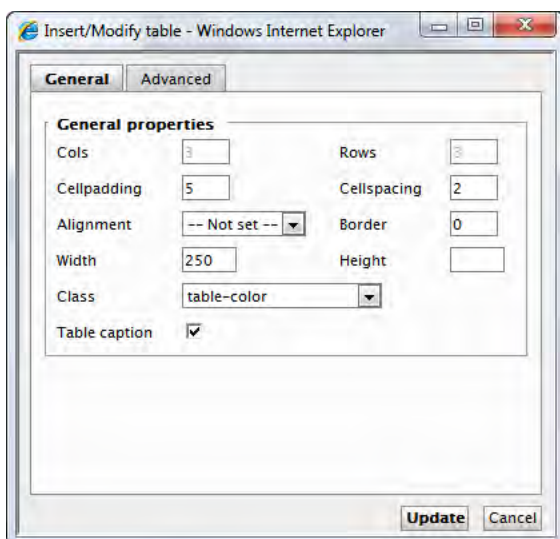 Insert/Modify table - Windows Internet Explorer
General Advanced
General properties
Cols 3 Rows 3
Cellpadding 5 Cellspacing 2
Alignment -- Not set -- Border 0
Width 250 Height
Class table-color
Table caption
Update Cancel